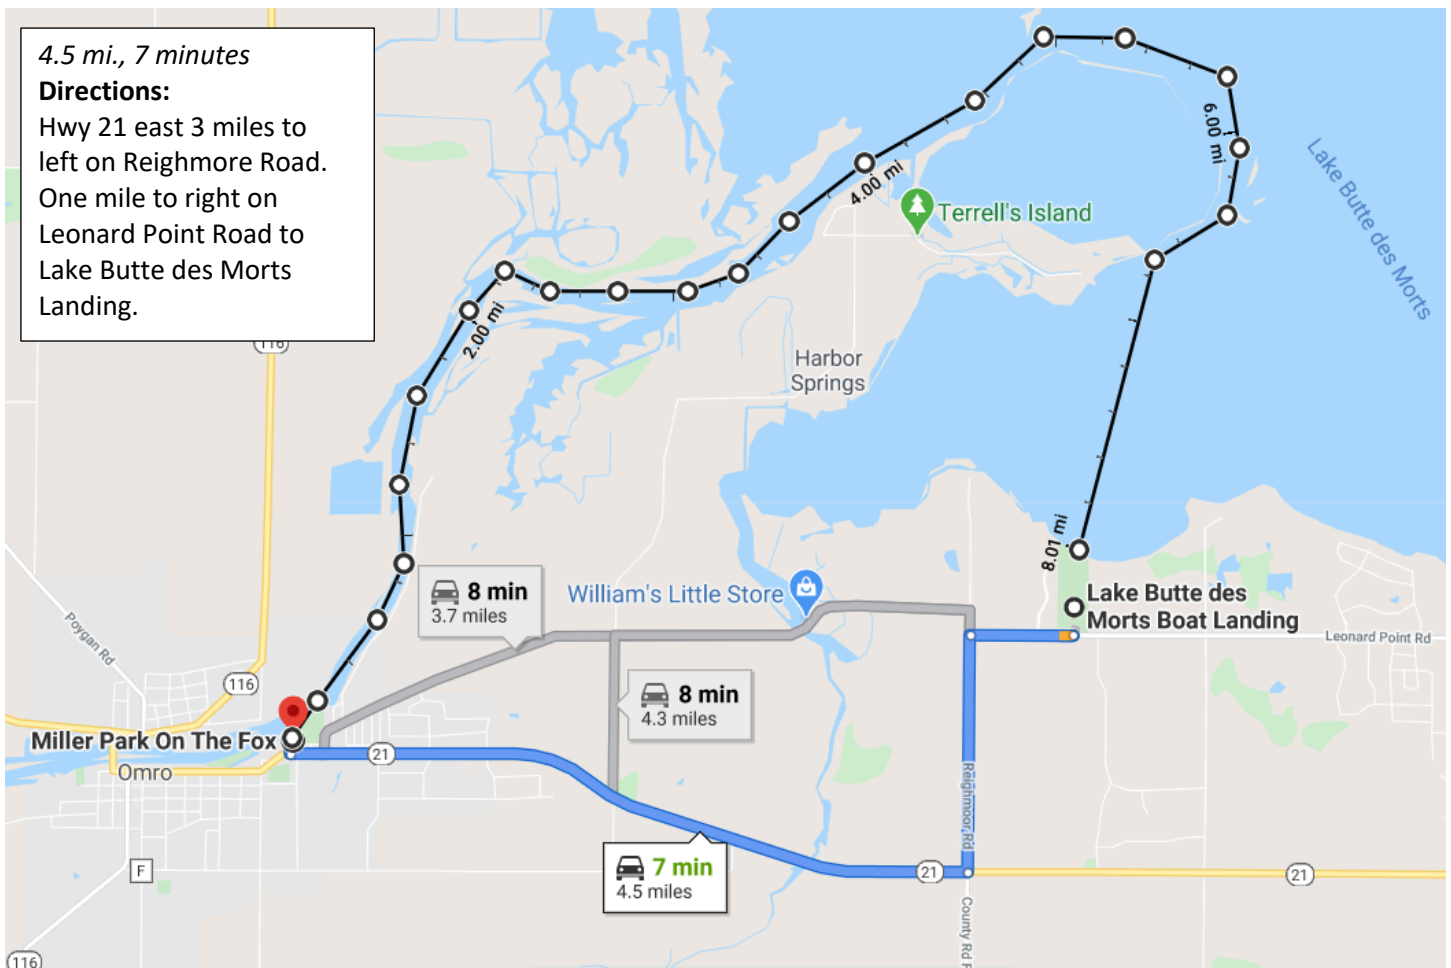 4.5 mi., 7 minutes
Directions:
Hwy 21 east 3 miles to
left on Reighmore Road.
One mile to right on
Leonard Point Road to
Lake Butte des Morts
Landing.
116
6.00 mi
Lake Butte des Morts
4.00 mi
Terrell's Island
2.00 mi
Harbor
Springs
8.01 mi
8 min
3.7 miles
William's Little Store
Lake Butte des
Morts Boat Landing
Leonard Point Rd
Poygan Rd
116
8 min
4.3 miles
Miller Park On The Fox
21
Omro
Reighmoor Rd
7 min
4.5 miles
F
21
21
County Rd F
116